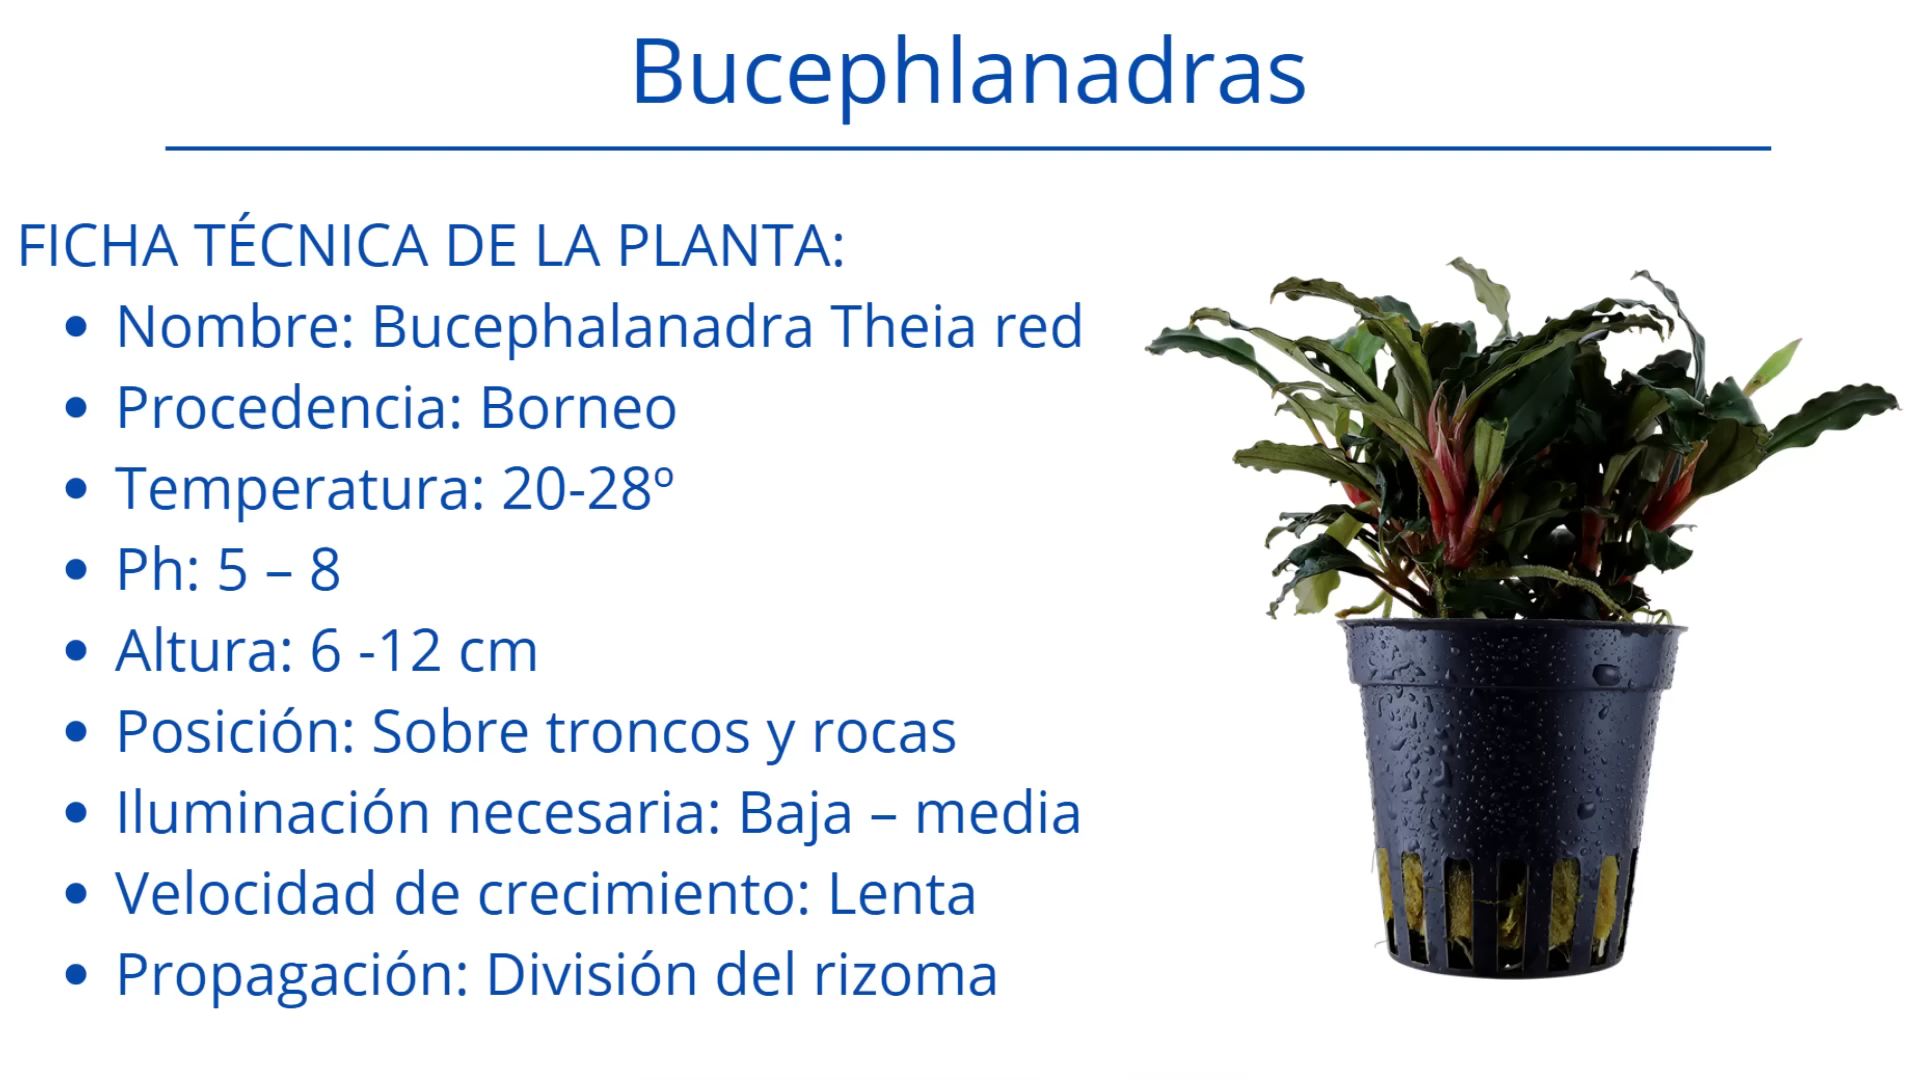 Bucephlanadras
FICHA TÉCNICA DE LA PLANTA:
• Nombre: Bucephalanadra Theia red
• Procedencia: Borneo
• Temperatura: 20-28º
• Ph: 5 – 8
• Altura: 6 -12 cm
• Posición: Sobre troncos y rocas
• Iluminación necesaria: Baja – media
• Velocidad de crecimiento: Lenta
• Propagación: División del rizoma